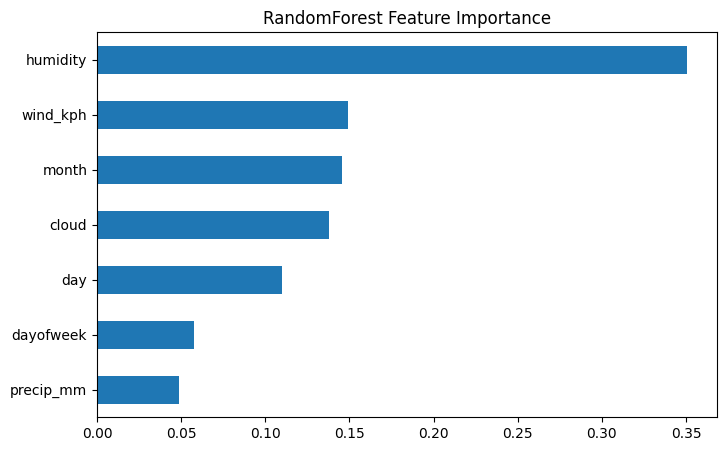 RandomForest Feature Importance
humidity
wind_kph
month
cloud
day
dayofweek
precip_mm
0.00 0.05 0.10 0.15 0.20 0.25 0.30 0.35